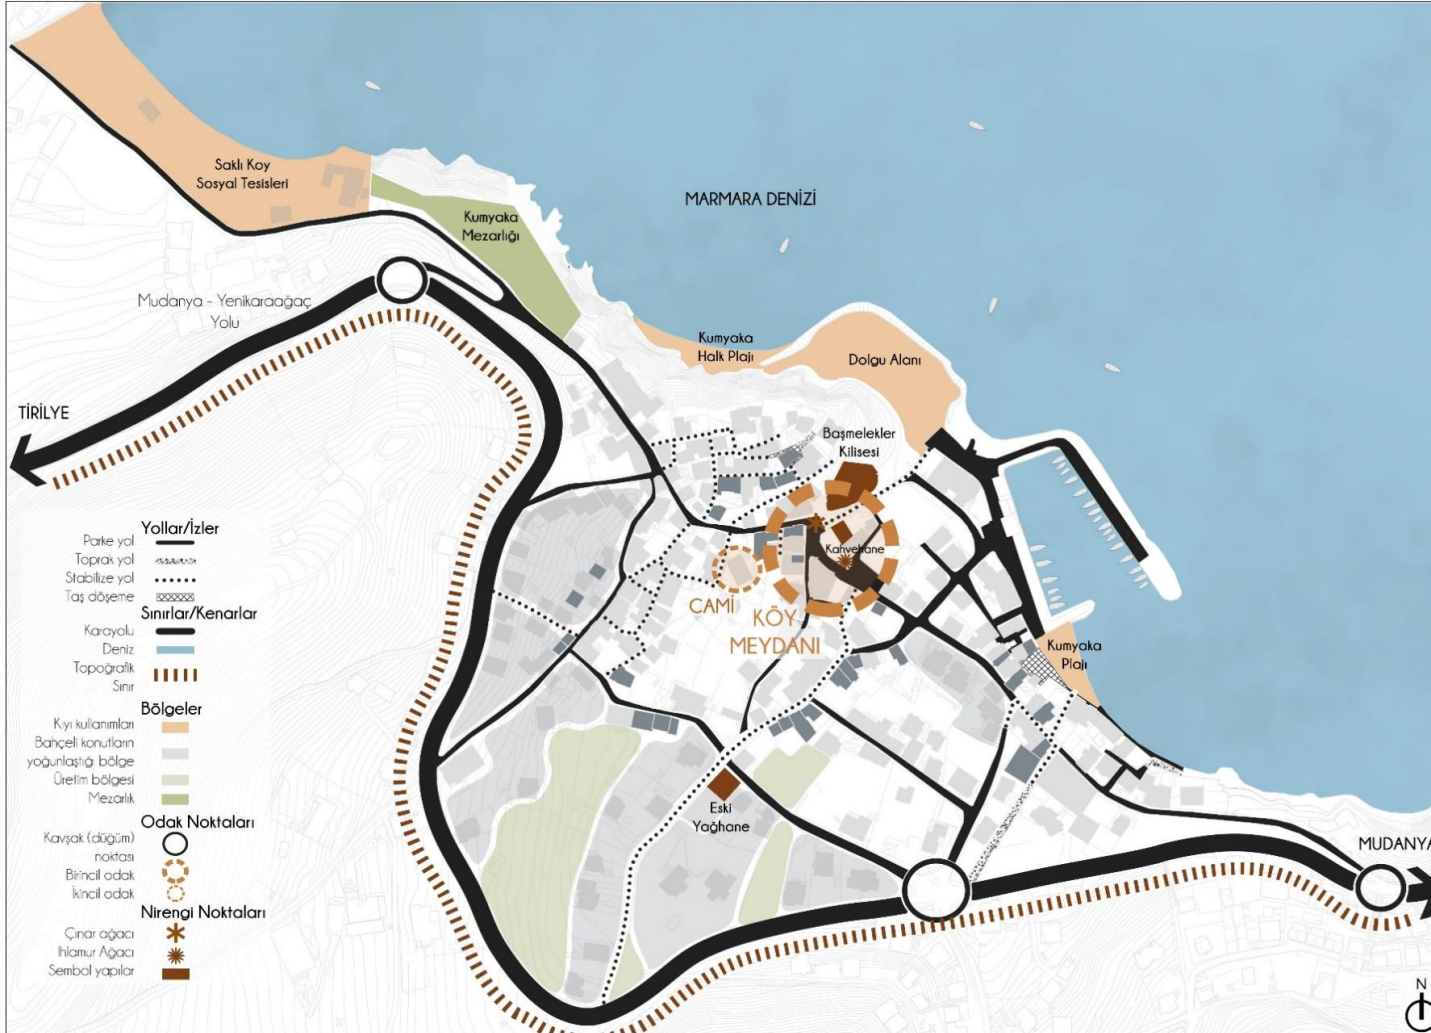 Saklı Koy
Sosyal Tesisleri
Kumyaka
Mezarlığı
MARMARA DENİZİ
Mudanya - Yenikaraağaç
Yolu
Kumyaka
Halk Plajı
Dolgu Alanı
TİRİLYE
Başmelekler
Kilisesi
Kahvehane
CAMİ
KÖY
MEYDANI
Kumyaka
Plajı
Eski
Yağhane
MUDANYA
Yollar/İzler
Parke yol
Toprak yol
Stabilize yol
Taş döşeme
Sınırlar/Kenarlar
Karayolu
Deniz
Topoğrafik
Sınır
Bölgeler
Kıyı kullanımları
Bahçeli konutların
yoğunlaştığı bölge
Üretim bölgesi
Mezarlık
Odak Noktaları
Kavşak (düğüm)
noktası
Birincil odak
İkincil odak
Nirengi Noktaları
Çınar ağacı
Ihlamur Ağacı
Sembol yapılar
N